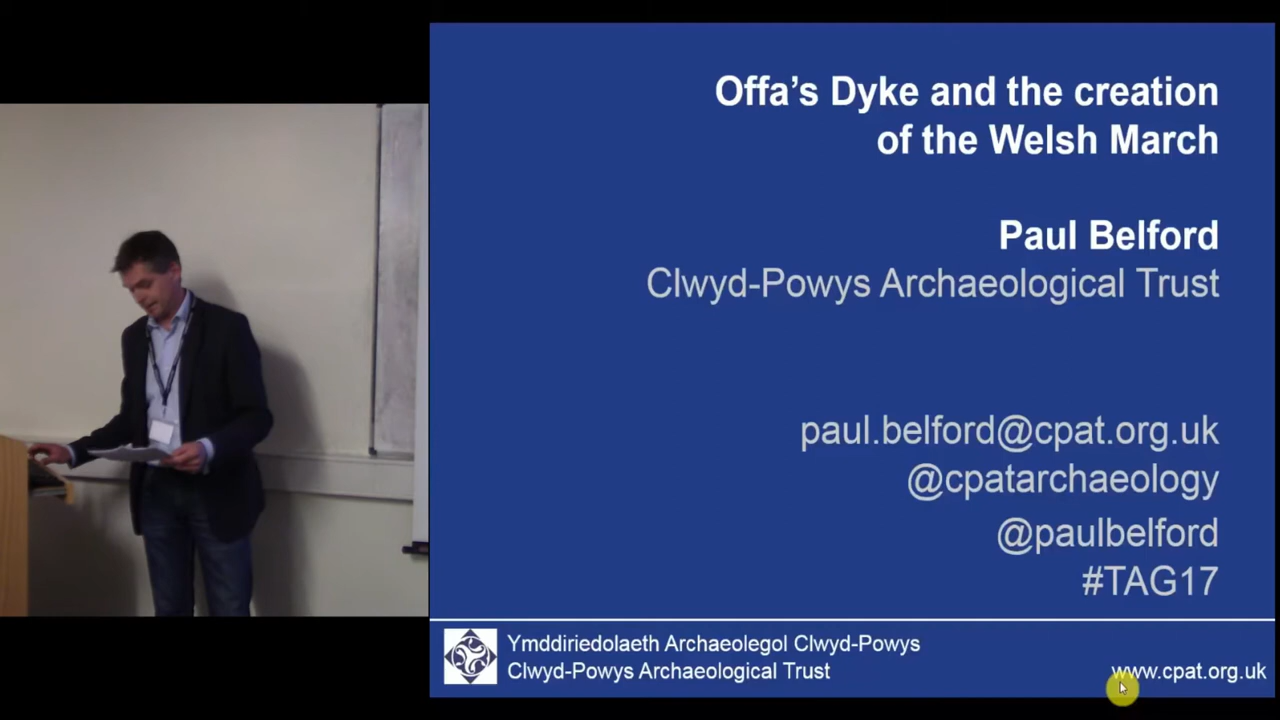 Offa's Dyke and the creation
of the Welsh March
Paul Belford
Clwyd-Powys Archaeological Trust
paul.belford@cpat.org.uk
@cpatarchaeology
@paulbelford
#TAG17
Ymddiriedolaeth Archaeolegol Clwyd-Powys
Clwyd-Powys Archaeological Trust
www.cpat.org.uk